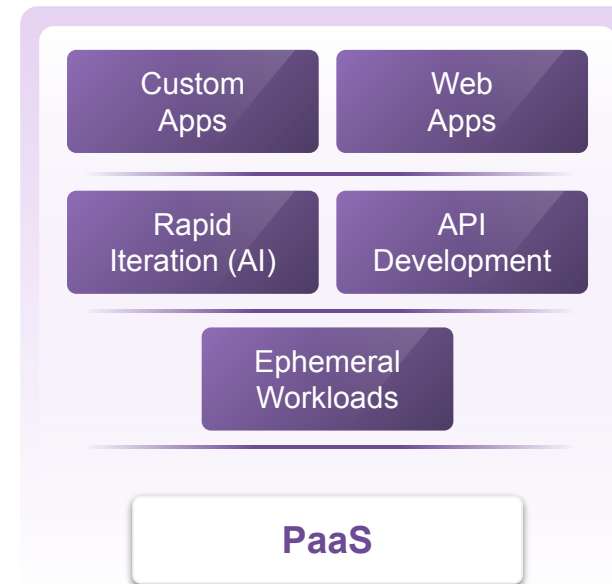 Custom
Apps
Web
Apps
Rapid
Iteration (AI)
API
Development
Ephemeral
Workloads
PaaS